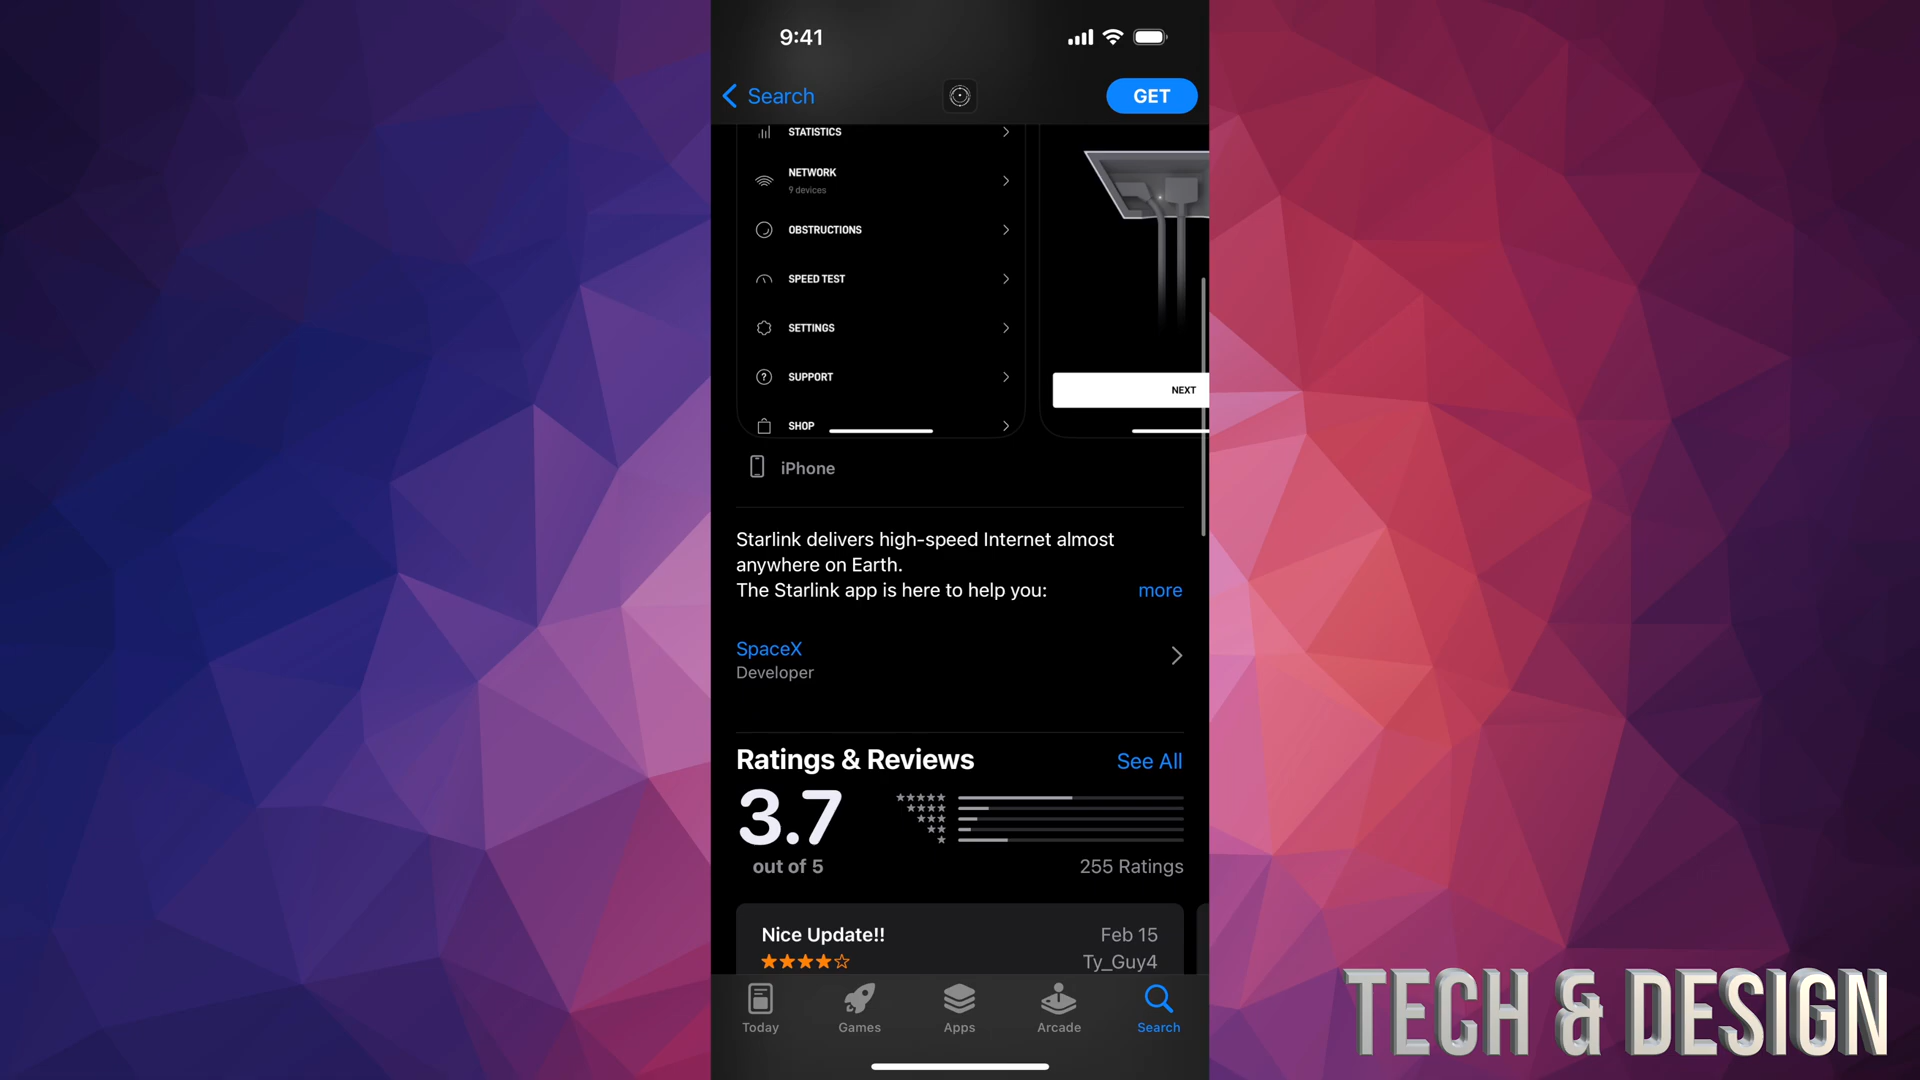 9:41
Search
GET
STATISTICS
NETWORK
9 devices
OBSTRUCTIONS
SPEED TEST
SETTINGS
? SUPPORT
SHOP
NEXT
iPhone
Starlink delivers high-speed Internet almost
anywhere on Earth.
The Starlink app is here to help you: more
SpaceX
Developer
Ratings & Reviews See All
3.7
out of 5
255 Ratings
Nice Update!! Feb 15
Ty_Guy4
Today Games Apps Arcade Search
TECH & DESIGN